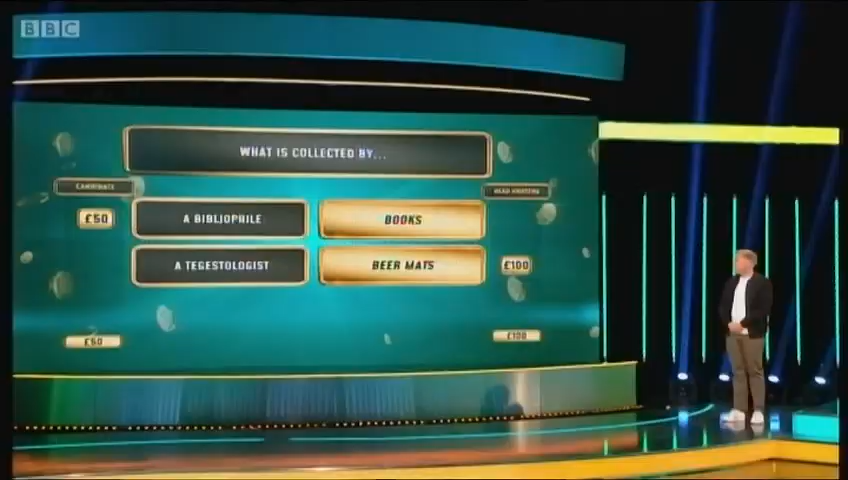 BBC
WHAT IS COLLECTED BY...
CANDIDATE
HEAD HUNTERS
£50
A BIBLIOPHILE
BOOKS
A TEGESTOLOGIST
BEER MATS
£100
£50
£100